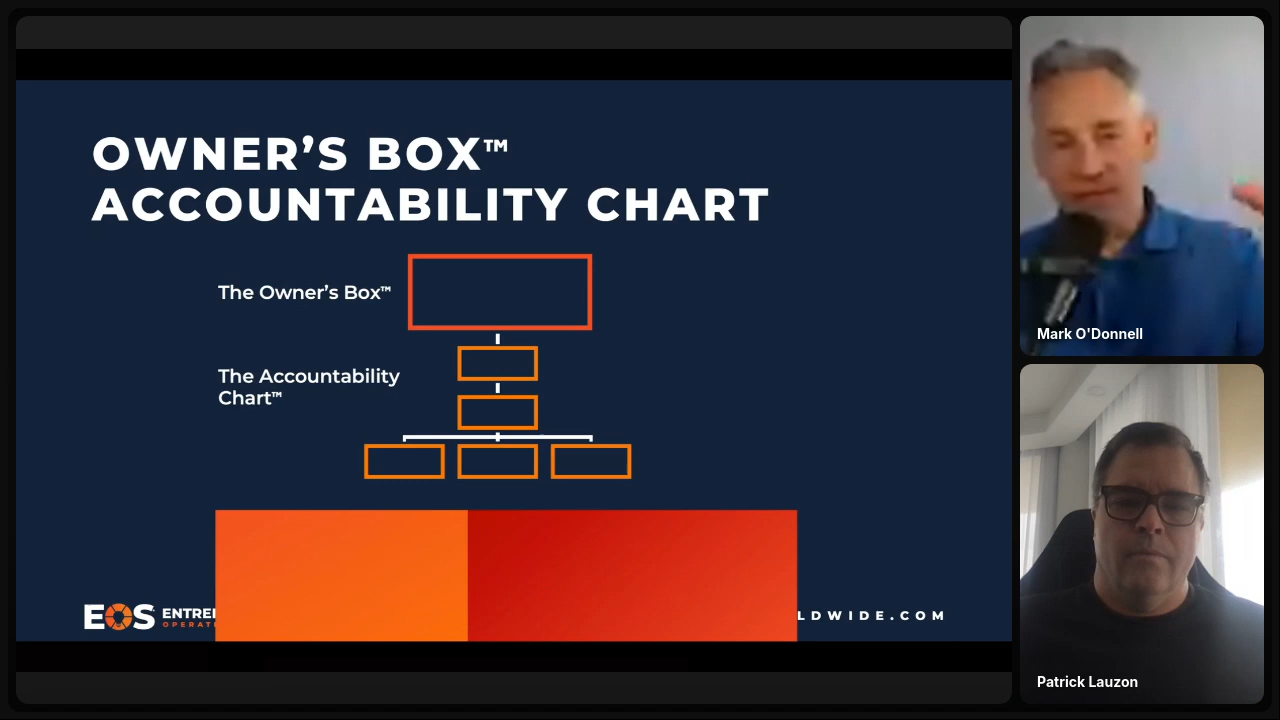 OWNER'S BOX™
ACCOUNTABILITY CHART
The Owner's Box™
The Accountability
Chart™
EOS
LDWIDE.COM
Mark O'Donnell
Patrick Lauzon